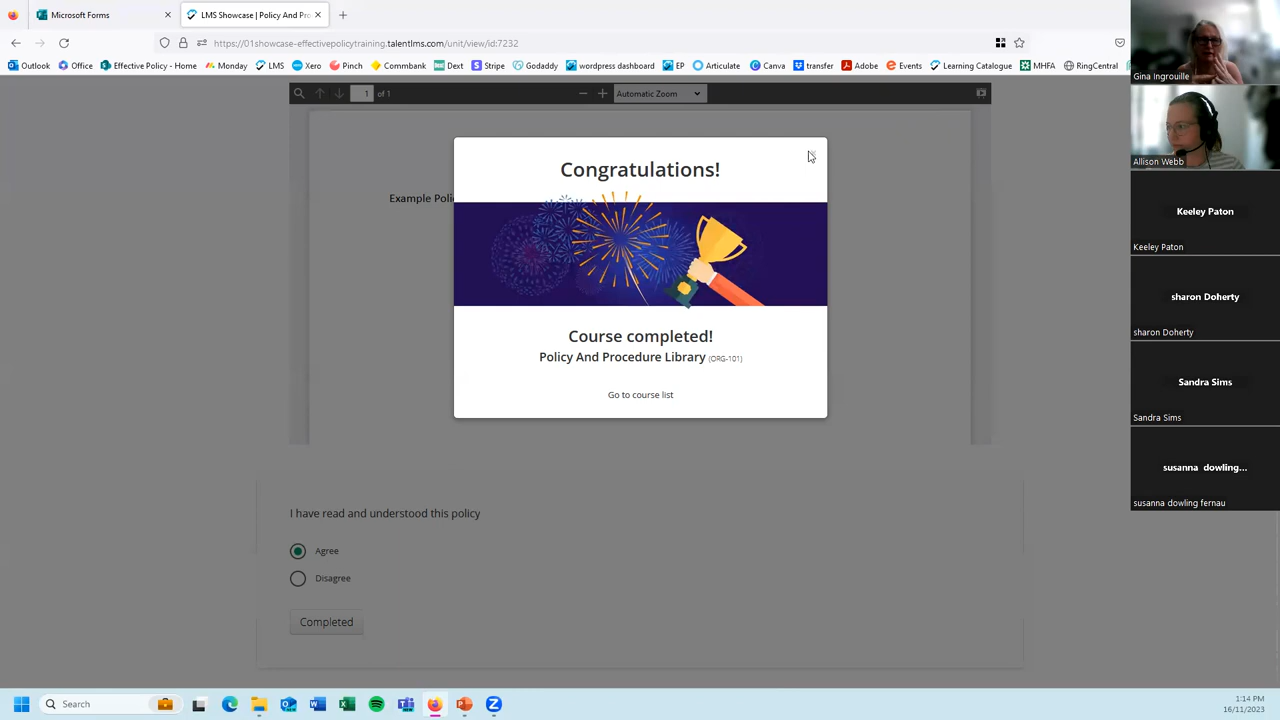 Microsoft Forms
LMS Showcase | Policy And Pr
https://01showcase-effectivepolicytraining.talentlms.com/unit/view/id:7232
Outlook
Office
Effective Policy - Home
Monday
LMS
Xero
Pinch
Commbank
Dext
Stripe
Godaddy
wordpress dashboard
EP
Articulate
Canva
transfer
Adobe
Events
Learning Catalogue
MHFA
RingCentral
1 of 1
Automatic Zoom
Example Poli
Congratulations!
Course completed!
Policy And Procedure Library (ORG-101)
Go to course list
I have read and understood this policy
Agree
Disagree
Completed
Gina Ingrouille
Allison Webb
Keeley Paton
Keeley Paton
sharon Doherty
sharon Doherty
Sandra Sims
Sandra Sims
susanna dowling...
susanna dowling fernau
Search
1:14 PM
16/11/2023